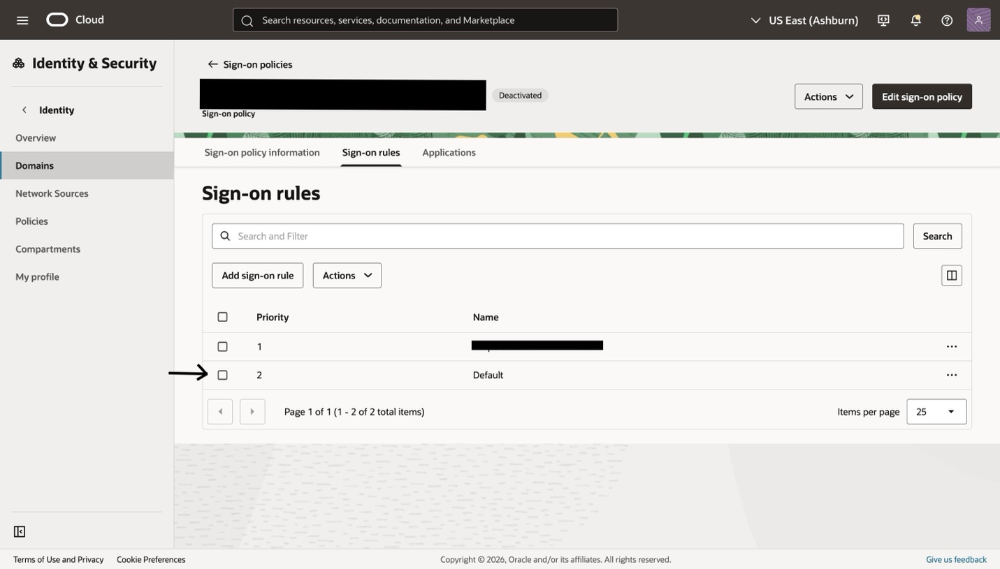 Cloud
Search resources, services, documentation, and Marketplace
US East (Ashburn)
Identity & Security
Identity
Overview
Domains
Network Sources
Policies
Compartments
My profile
Sign-on policies
Deactivated
Sign-on policy
Actions
Edit sign-on policy
Sign-on policy information
Sign-on rules
Applications
Sign-on rules
Search and Filter
Search
Add sign-on rule
Actions
Priority Name
1
2 Default
Page 1 of 1 (1 - 2 of 2 total items)
Items per page 25
Terms of Use and Privacy
Cookie Preferences
Copyright © 2026, Oracle and/or its affiliates. All rights reserved.
Give us feedback